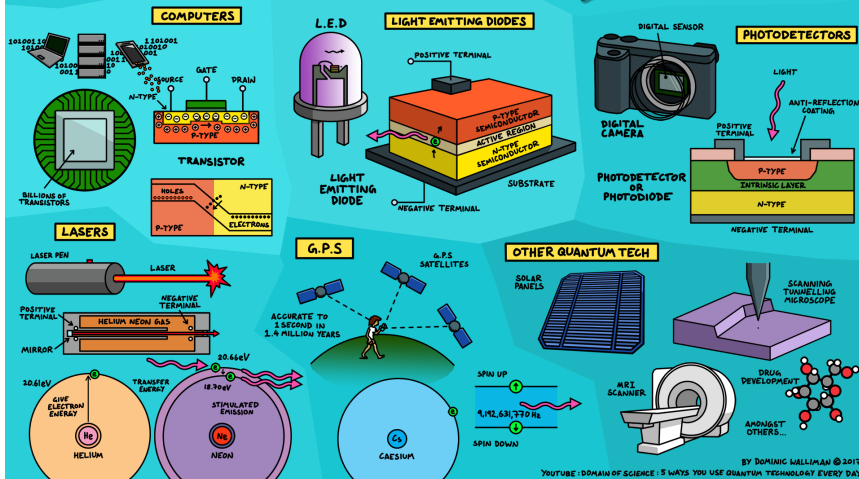 COMPUTERS
101001
1010
001
1101001
01010
10
GATE
SOURCE
DRAIN
N-TYPE
P-TYPE
TRANSISTOR
BILLIONS OF
TRANSISTORS
HOLES
N-TYPE
P-TYPE
ELECTRONS
L.E.D
LIGHT EMITTING DIODES
POSITIVE TERMINAL
P-TYPE
SEMICONDUCTOR
ACTIVE REGION
N-TYPE
SEMICONDUCTOR
e
LIGHT
EMITTING
DIODE
SUBSTRATE
NEGATIVE TERMINAL
DIGITAL SENSOR
PHOTODETECTORS
LIGHT
ANTI-REFLECTION
COATING
DIGITAL
CAMERA
POSITIVE
TERMINAL
PHOTODETECTOR
OR
PHOTODIODE
P-TYPE
INTRINSIC LAYER
N-TYPE
NEGATIVE TERMINAL
LASERS
LASER PEN
LASER
POSITIVE
TERMINAL
NEGATIVE
TERMINAL
HELIUM NEON GAS
MIRROR
20.61eV
e
GIVE
ELECTRON
ENERGY
He
HELIUM
TRANSFER
ENERGY
20.66eV
e
e
18.70eV
STIMULATED
EMISSION
Ne
NEON
G.P.S
G.P.S
SATELLITES
ACCURATE TO
1 SECOND IN
1.4 MILLION YEARS
e
Cs
CAESIUM
SPIN UP
9,192,631,770 Hz
SPIN DOWN
OTHER QUANTUM TECH
SOLAR
PANELS
SCANNING
TUNNELLING
MICROSCOPE
MRI
SCANNER
DRUG
DEVELOPMENT
AMONGST
OTHERS...
BY DOMINIC WALLIMAN © 2017
YOUTUBE : DOMAIN OF SCIENCE : 5 WAYS YOU USE QUANTUM TECHNOLOGY EVERY DAY